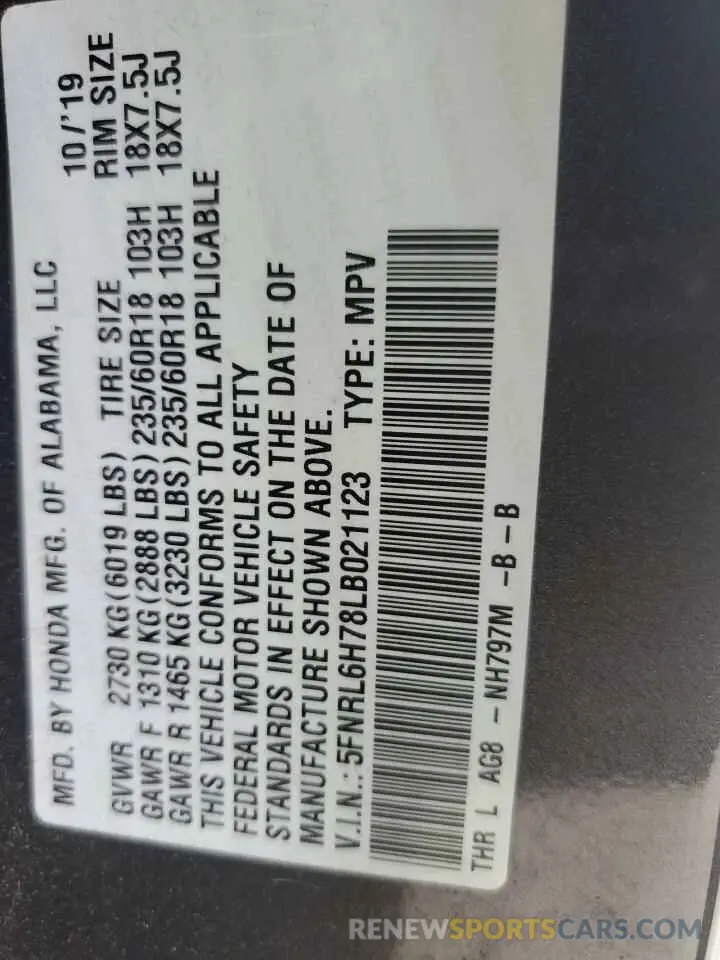 MFD. BY HONDA MFG. OF ALABAMA, LLC 10/'19
GVWR 2730 KG(6019 LBS) TIRE SIZE RIM SIZE
GAWR F 1310 KG(2888 LBS)235/60R18 103H 18X7.5J
GAWR R 1465 KG(3230 LBS)235/60R18 103H 18X7.5J
THIS VEHICLE CONFORMS TO ALL APPLICABLE
FEDERAL MOTOR VEHICLE SAFETY
STANDARDS IN EFFECT ON THE DATE OF
MANUFACTURE SHOWN ABOVE.
V.I.N.:5FNRL6H78LB021123 TYPE: MPV
THR L AG8 - NH797M -B-B
RENEWSPORTSCARS.COM